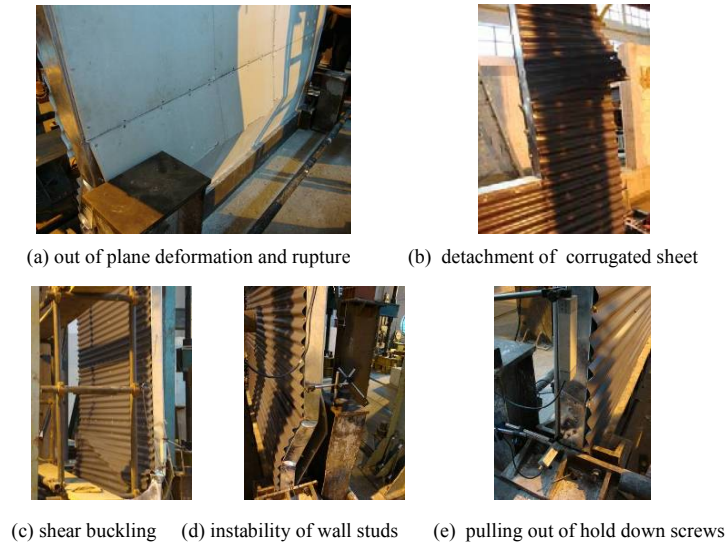 (a) out of plane deformation and rupture
(b) detachment of corrugated sheet
(c) shear buckling
(d) instability of wall studs
(e) pulling out of hold down screws